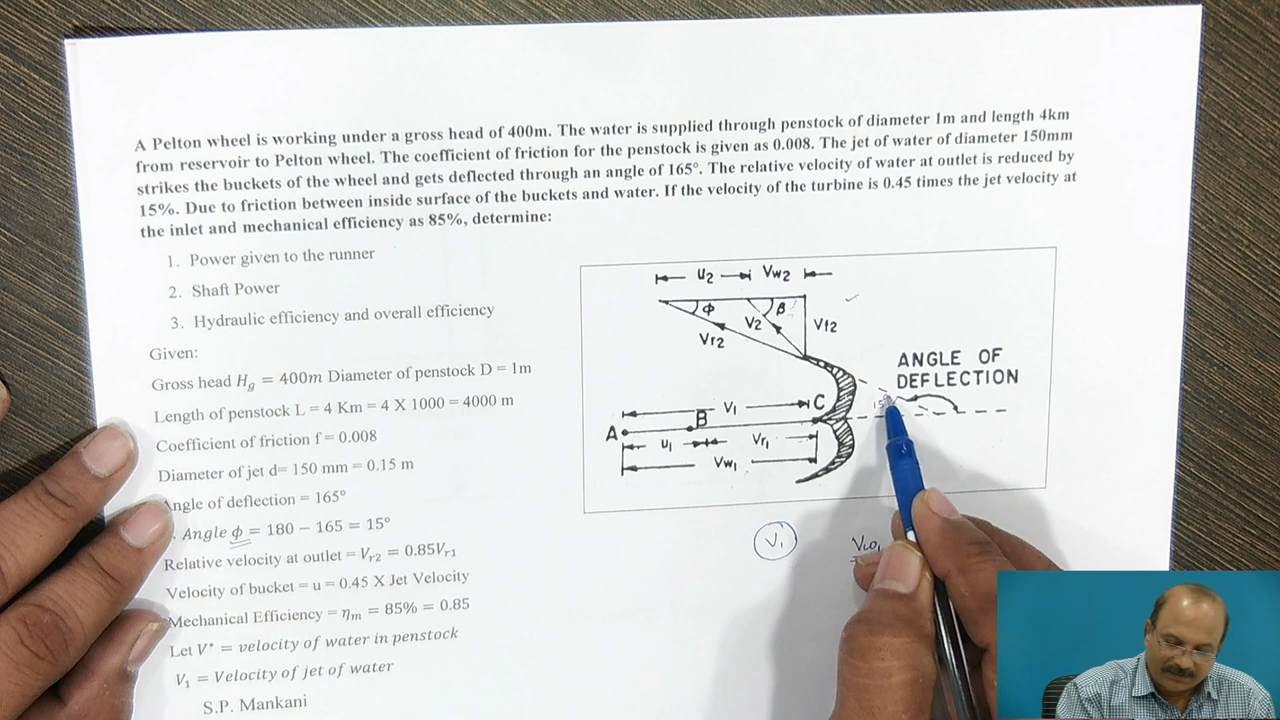 A Pelton wheel is working under a gross head of 400m. The water is supplied through penstock of diameter 1m and length 4km
from reservoir to Pelton wheel. The coefficient of friction for the penstock is given as 0.008. The jet of water of diameter 150mm
strikes the buckets of the wheel and gets deflected through an angle of 165°. The relative velocity of water at outlet is reduced by
15%. Due to friction between inside surface of the buckets and water. If the velocity of the turbine is 0.45 times the jet velocity at
the inlet and mechanical efficiency as 85%, determine:
1. Power given to the runner
2. Shaft Power
3. Hydraulic efficiency and overall efficiency
Given:
Gross head H_g = 400m Diameter of penstock D = 1m
Length of penstock L = 4 Km = 4 X 1000 = 4000 m
Coefficient of friction f = 0.008
Diameter of jet d= 150 mm = 0.15 m
Angle of deflection = 165°
Angle ϕ = 180 − 165 = 15°
Relative velocity at outlet = V_r2 = 0.85V_r1
Velocity of bucket = u = 0.45 X Jet Velocity
Mechanical Efficiency = η_m = 85% = 0.85
Let V* = velocity of water in penstock
V_1 = Velocity of jet of water
S.P. Mankani
u2 Vw2
ϕ β
V2 Vf2
Vr2
ANGLE OF
DEFLECTION
V1 C
A B
u1 Vr1
Vw1
V1